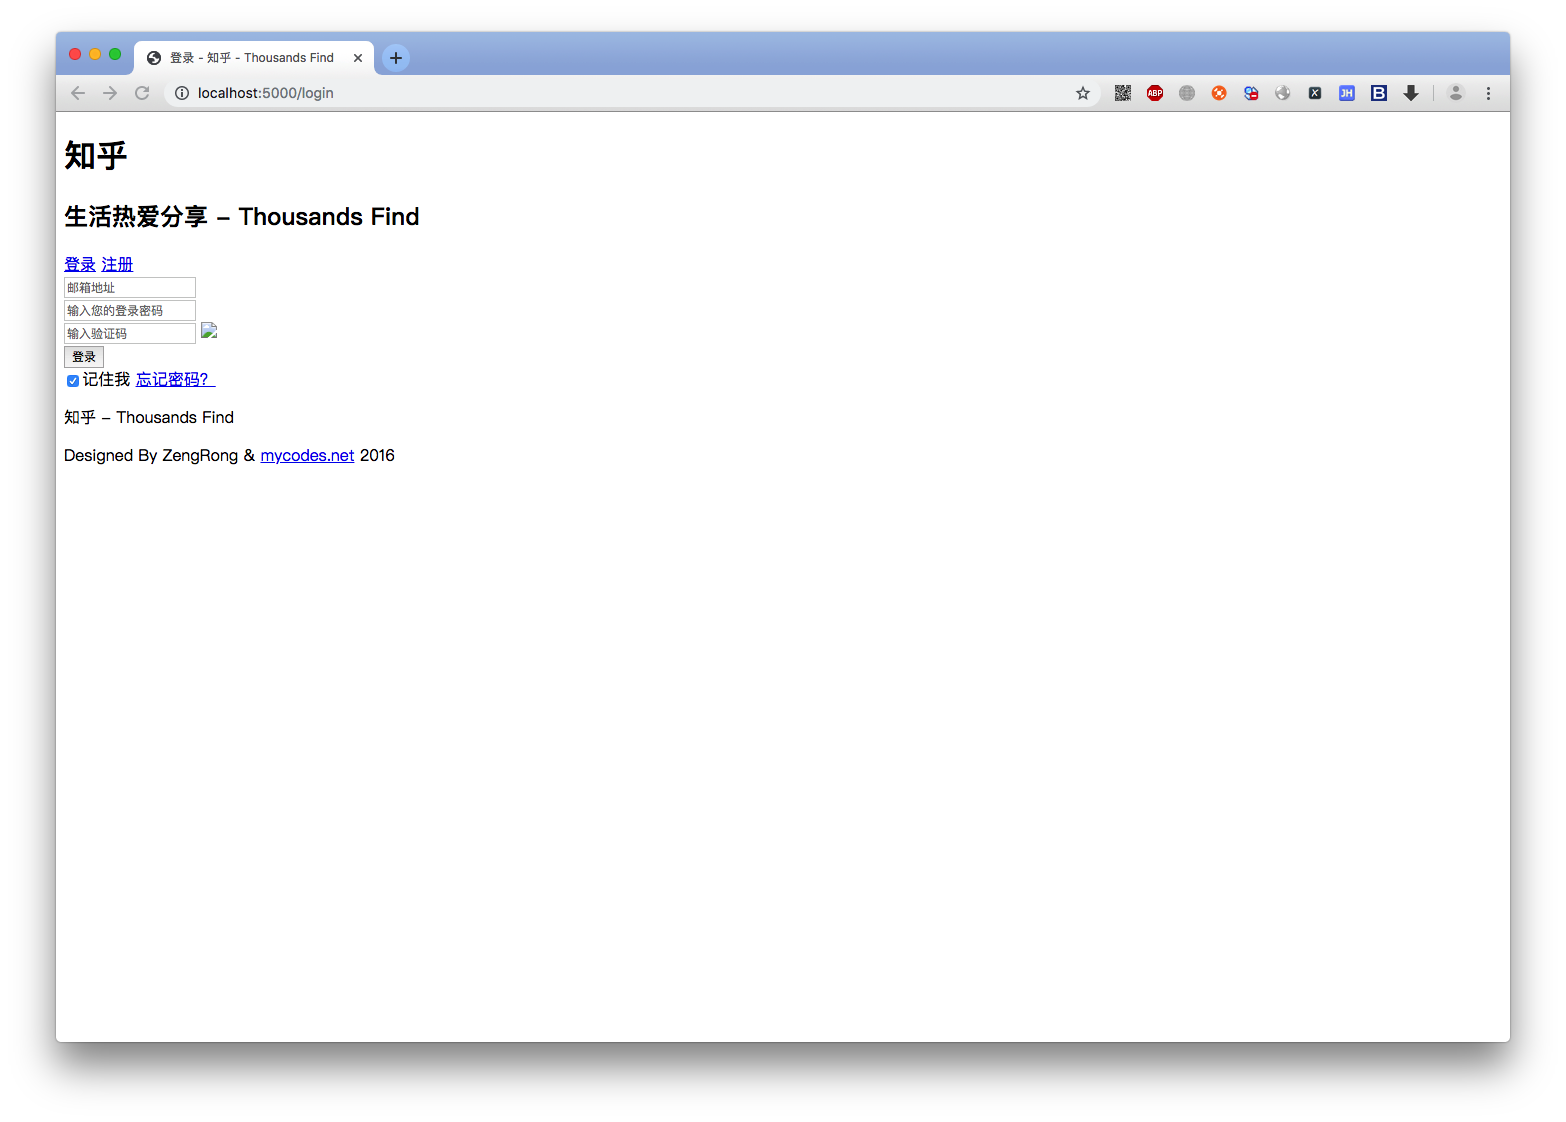 登录 - 知乎 - Thousands Find
localhost:5000/login
ABP
JH
B
知乎
生活热爱分享 – Thousands Find
登录 注册
邮箱地址
输入您的登录密码
输入验证码
登录
记住我 忘记密码？
知乎 – Thousands Find
Designed By ZengRong & mycodes.net 2016